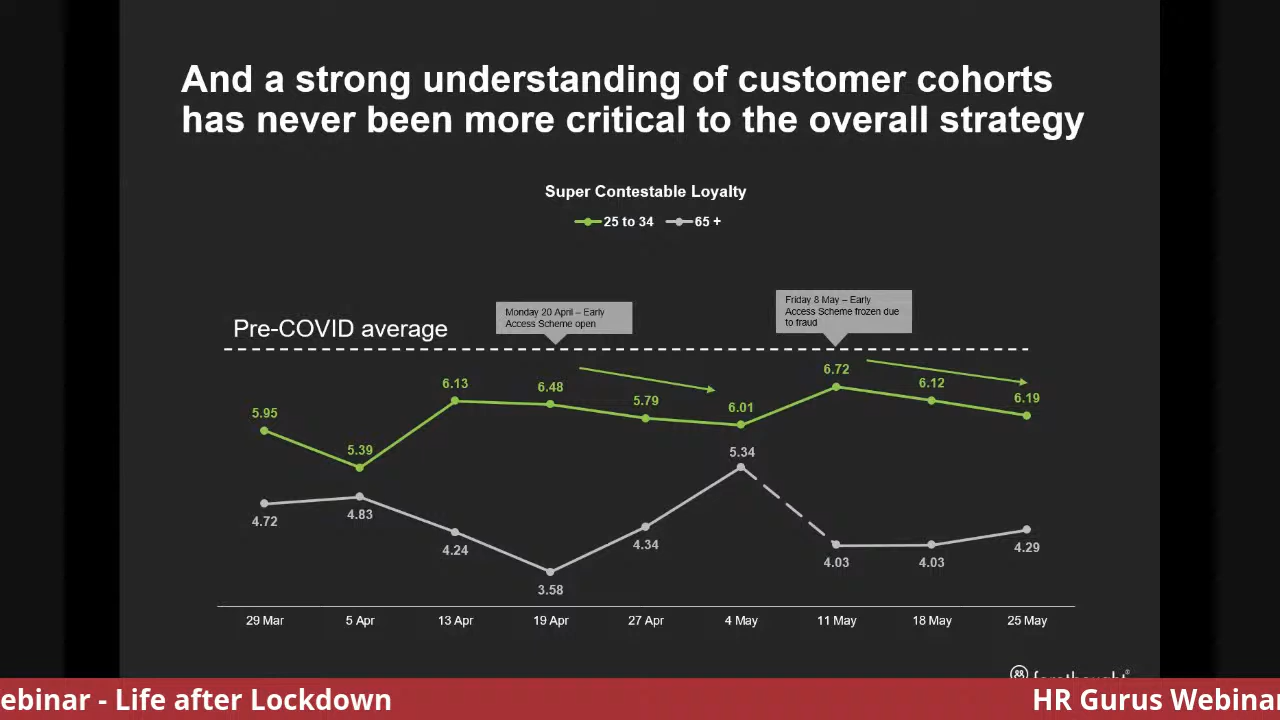 And a strong understanding of customer cohorts
has never been more critical to the overall strategy
Super Contestable Loyalty
25 to 34
65 +
Pre-COVID average
Monday 20 April – Early
Access Scheme open
Friday 8 May – Early
Access Scheme frozen due
to fraud
5.95
5.39
6.13
6.48
5.79
6.01
6.72
6.12
6.19
4.72
4.83
4.24
3.58
4.34
5.34
4.03
4.03
4.29
29 Mar
5 Apr
13 Apr
19 Apr
27 Apr
4 May
11 May
18 May
25 May
ebinar - Life after Lockdown
HR Gurus Webinar